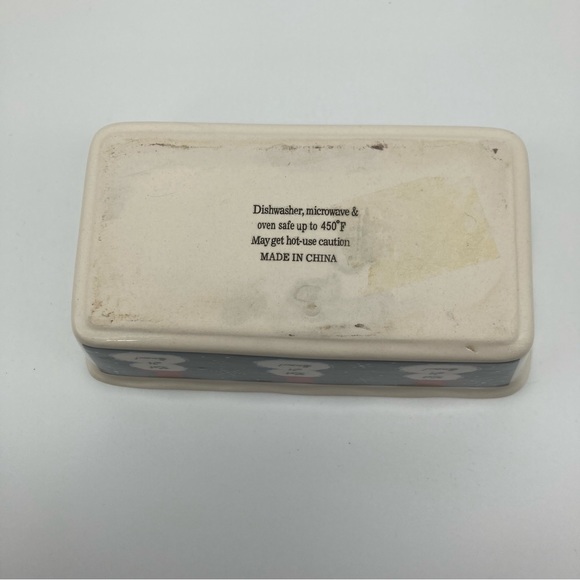 Dishwasher, microwave &
oven safe up to 450°F
May get hot-use caution
MADE IN CHINA